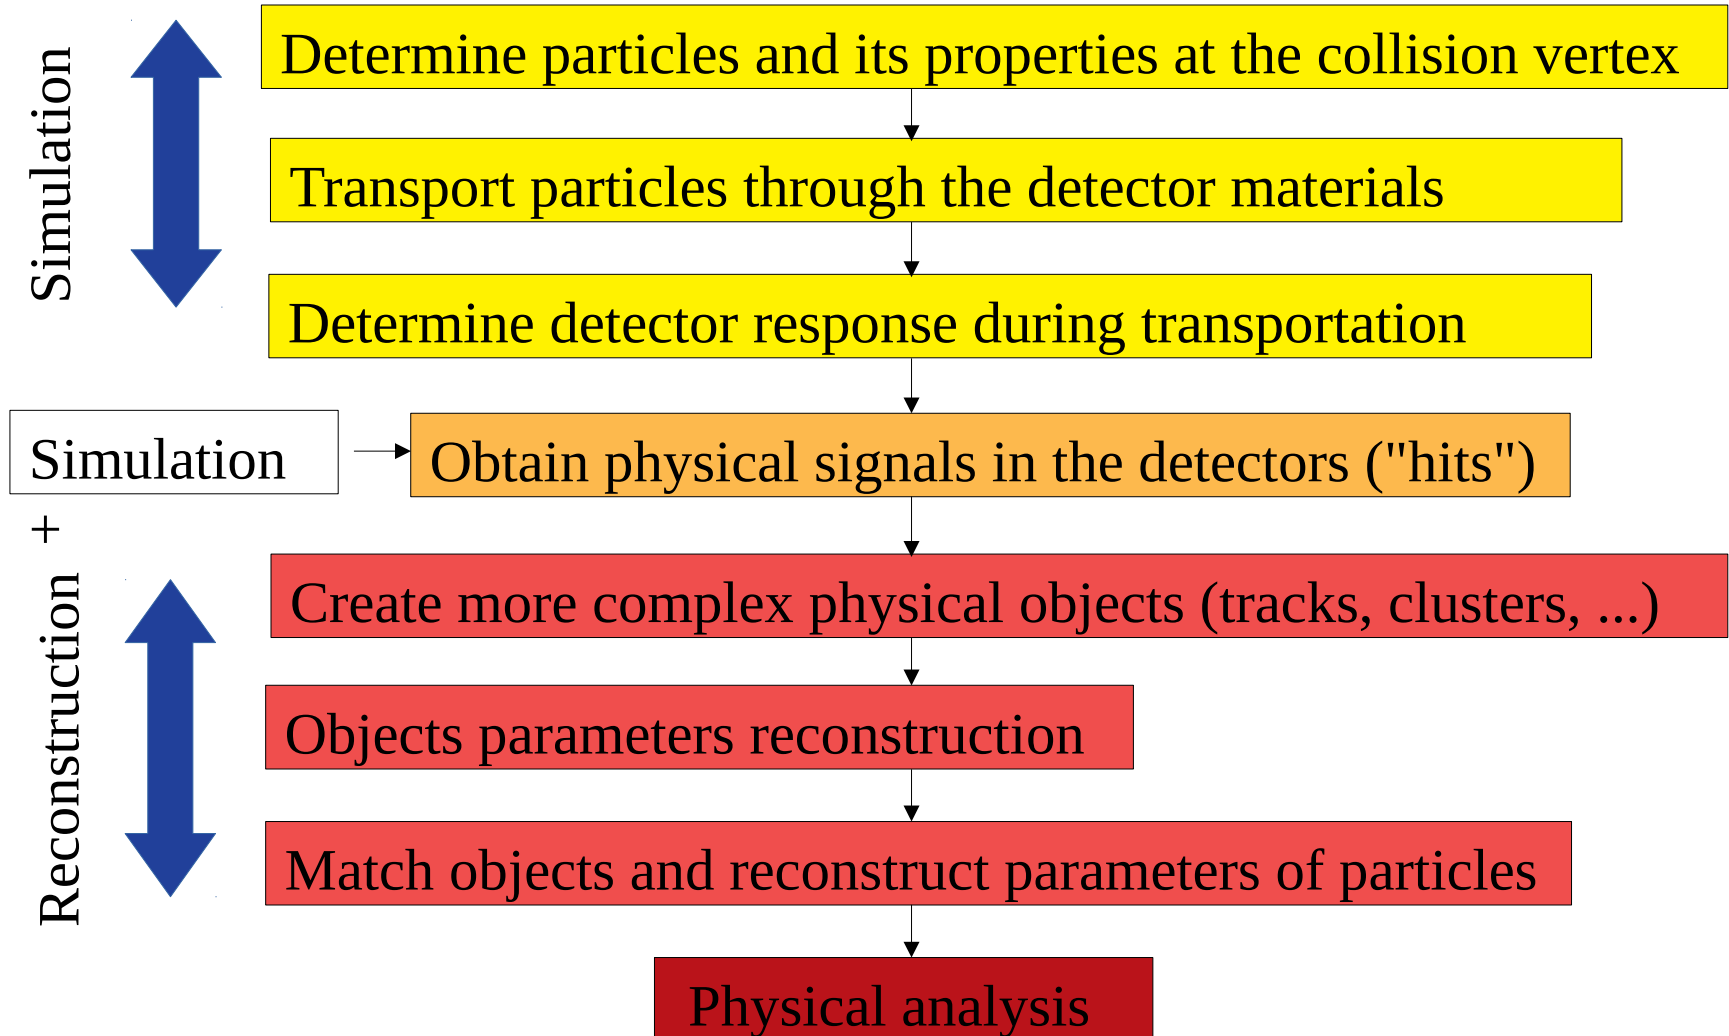 Simulation
Determine particles and its properties at the collision vertex
Transport particles through the detector materials
Determine detector response during transportation
Simulation
Obtain physical signals in the detectors ("hits")
Reconstruction +
Create more complex physical objects (tracks, clusters, ...)
Objects parameters reconstruction
Match objects and reconstruct parameters of particles
Physical analysis